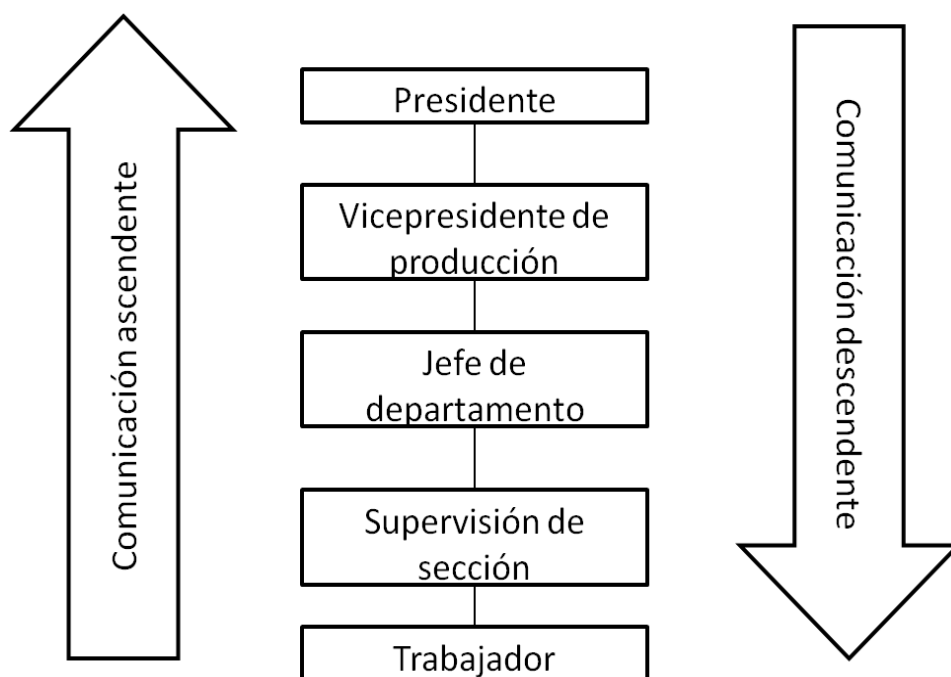 Comunicación ascendente
Presidente
Vicepresidente de
producción
Jefe de
departamento
Supervisión de
sección
Trabajador
Comunicación descendente